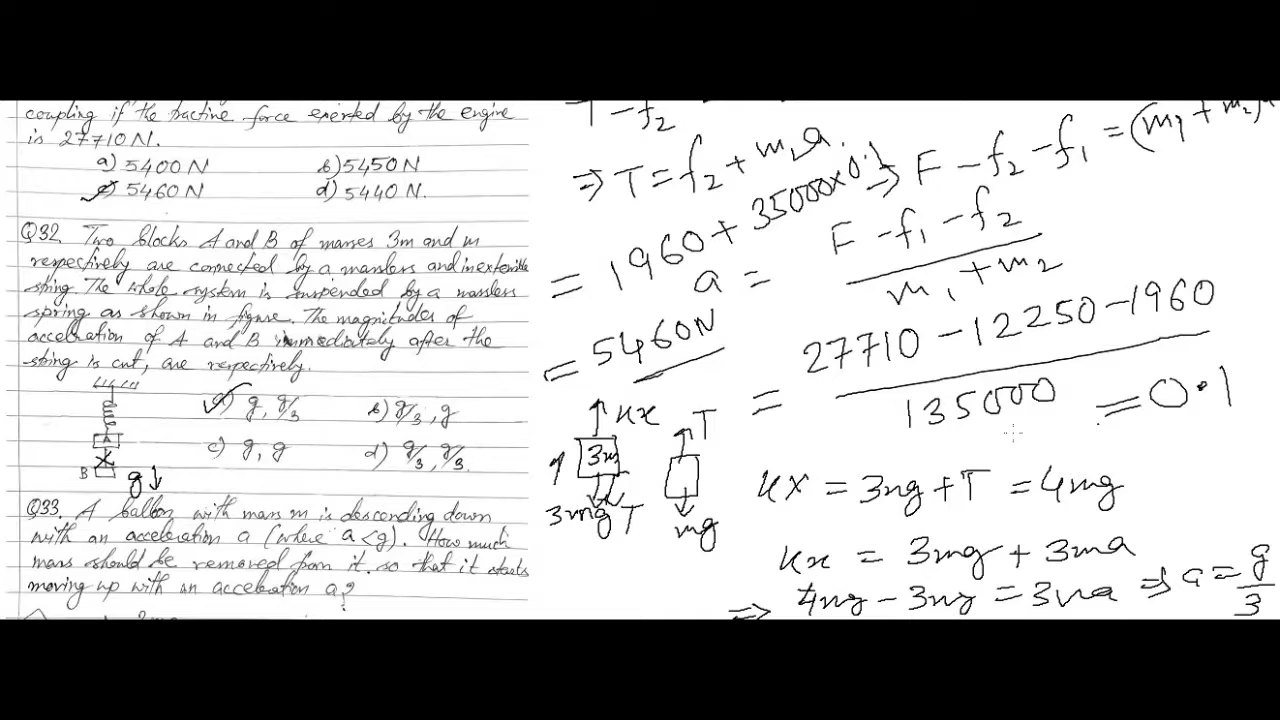 coupling if the tractive force exerted by the engine
is 27710 N.
a) 5400 N b) 5450 N
c) 5460 N d) 5440 N.
Q32. Two blocks A and B of masses 3m and m
respectively are connected by a massless and inextensible
string. The whole system is suspended by a massless
spring as shown in figure. The magnitudes of
accelration of A and B immediately after the
string is cut, are respectively.
a) g, g/3 b) g/3, g
c) g, g d) g/3, g/3.
A
B
g↓
Q33. A balloon with mass m is descending down
with an acceleration a (where a<g). How much
mass should be removed from it so that it starts
moving up with an acceleration a?
T - f2
⇒ T = f2 + m2a.
= 1960 + 35000×0.1
= 5460N
⇒ F - f2 - f1 = (m1 + m2)a
a = F - f1 - f2
m1 + m2
= 27710 - 12250 - 1960
135000
= 0.1
kx
3m
3mg T
T
mg
kx = 3mg + T = 4mg
kx = 3mg + 3ma
⇒ 4mg - 3mg = 3ma ⇒ a = g/3